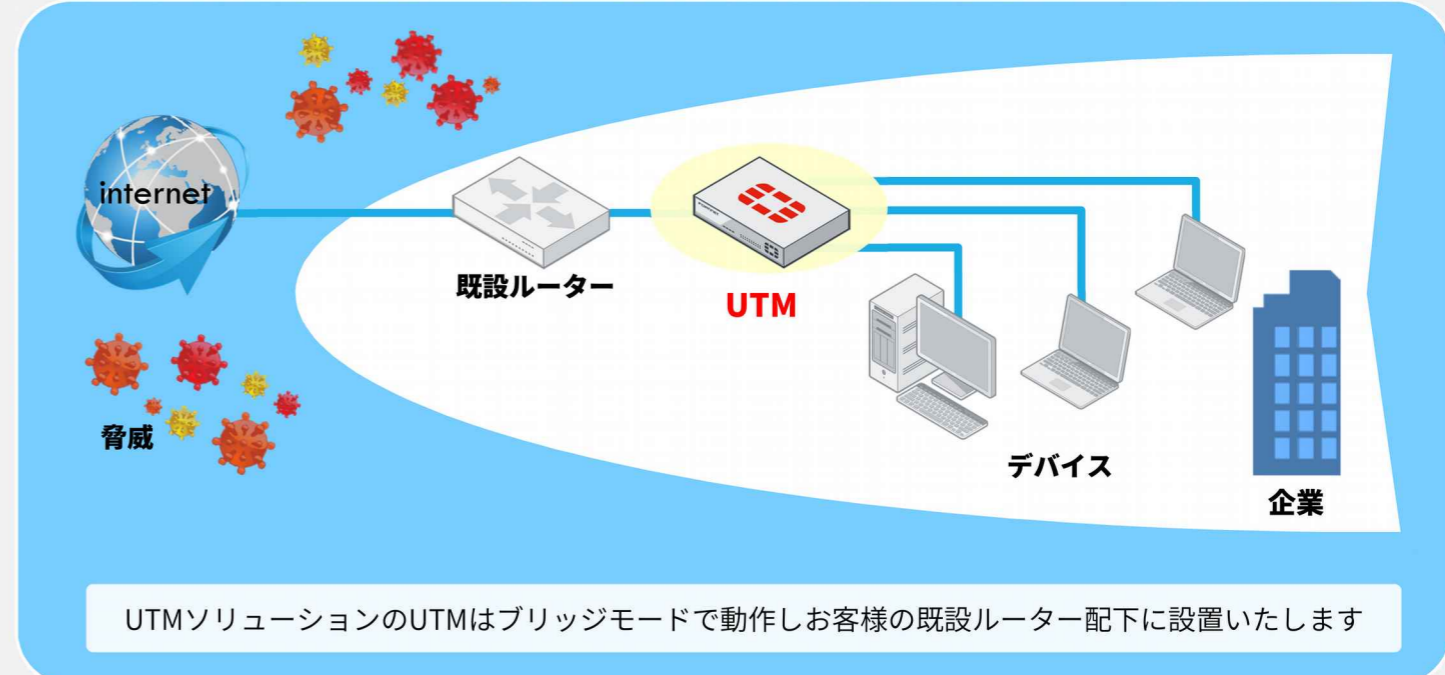 internet
既設ルーター
UTM
脅威
デバイス
企業
UTMソリューションのUTMはブリッジモードで動作しお客様の既設ルーター配下に設置いたします